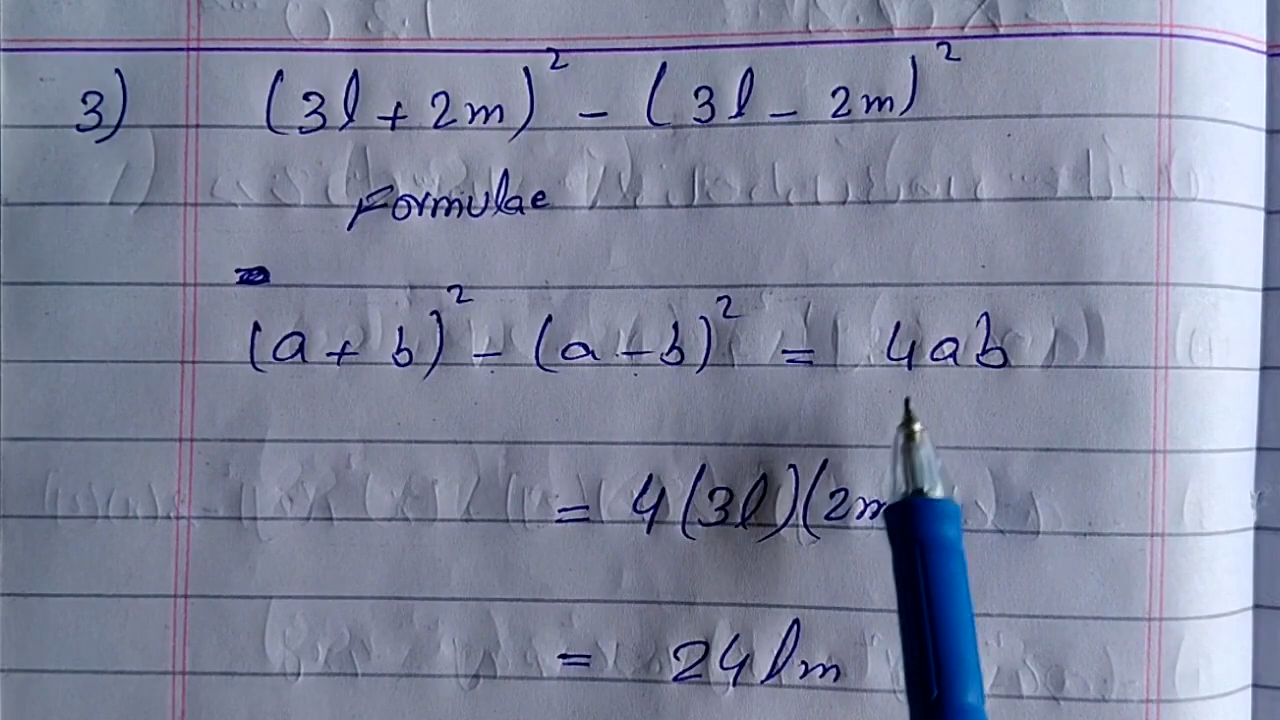 3) (3l + 2m)² - (3l - 2m)²
Formulae
(a + b)² - (a - b)² = 4ab
= 4(3l)(2m
= 24lm